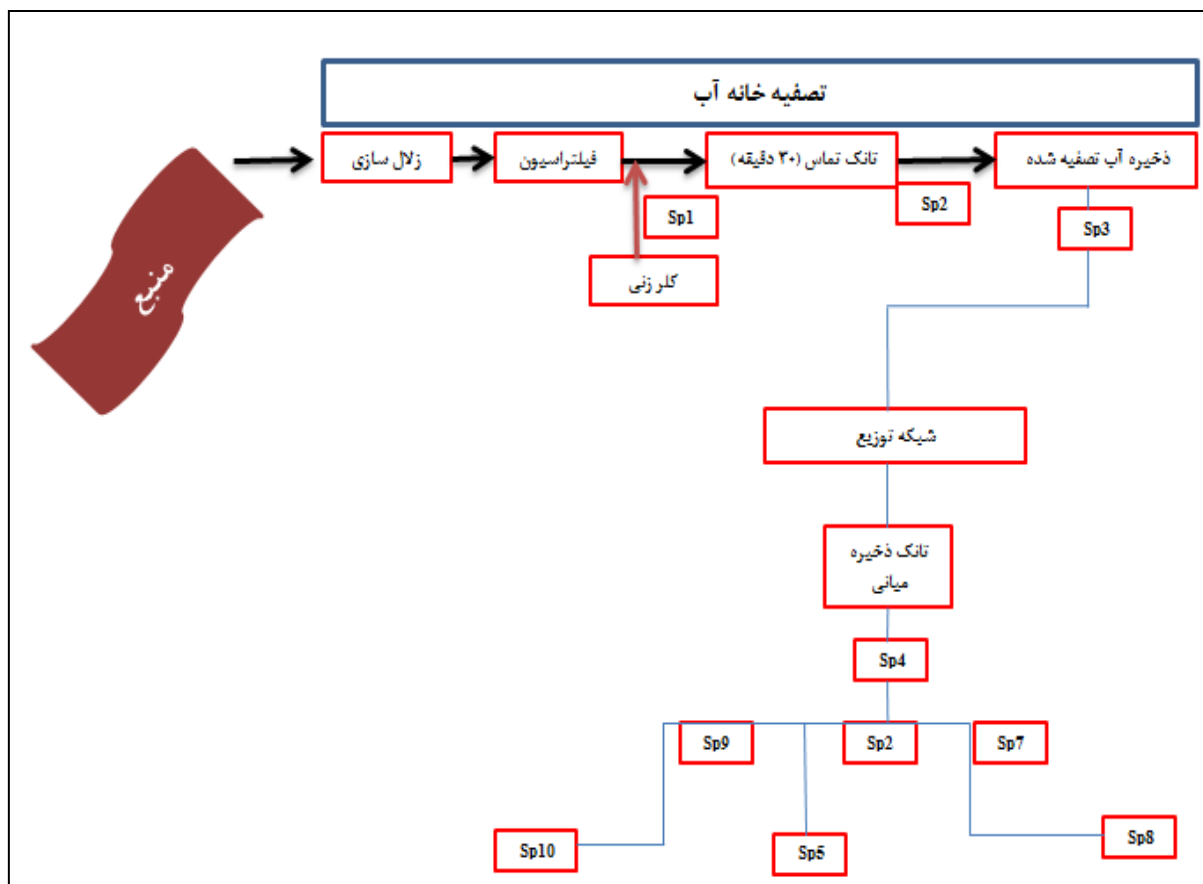 تصفیه خانه آب
زلال سازی
فیلتراسیون
تانک تماس (۳۰ دقیقه)
ذخیره آب تصفیه شده
Sp1
Sp2
Sp3
کلر زنی
منبع
شبکه توزیع
تانک ذخیره
میانی
Sp4
Sp9
Sp2
Sp7
Sp10
Sp5
Sp8